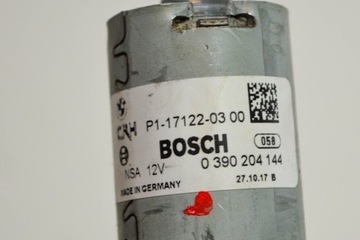 P1-17122-03 00
BOSCH
058
NSA 12V 0 390 204 144
MADE IN GERMANY 27.10.17 B